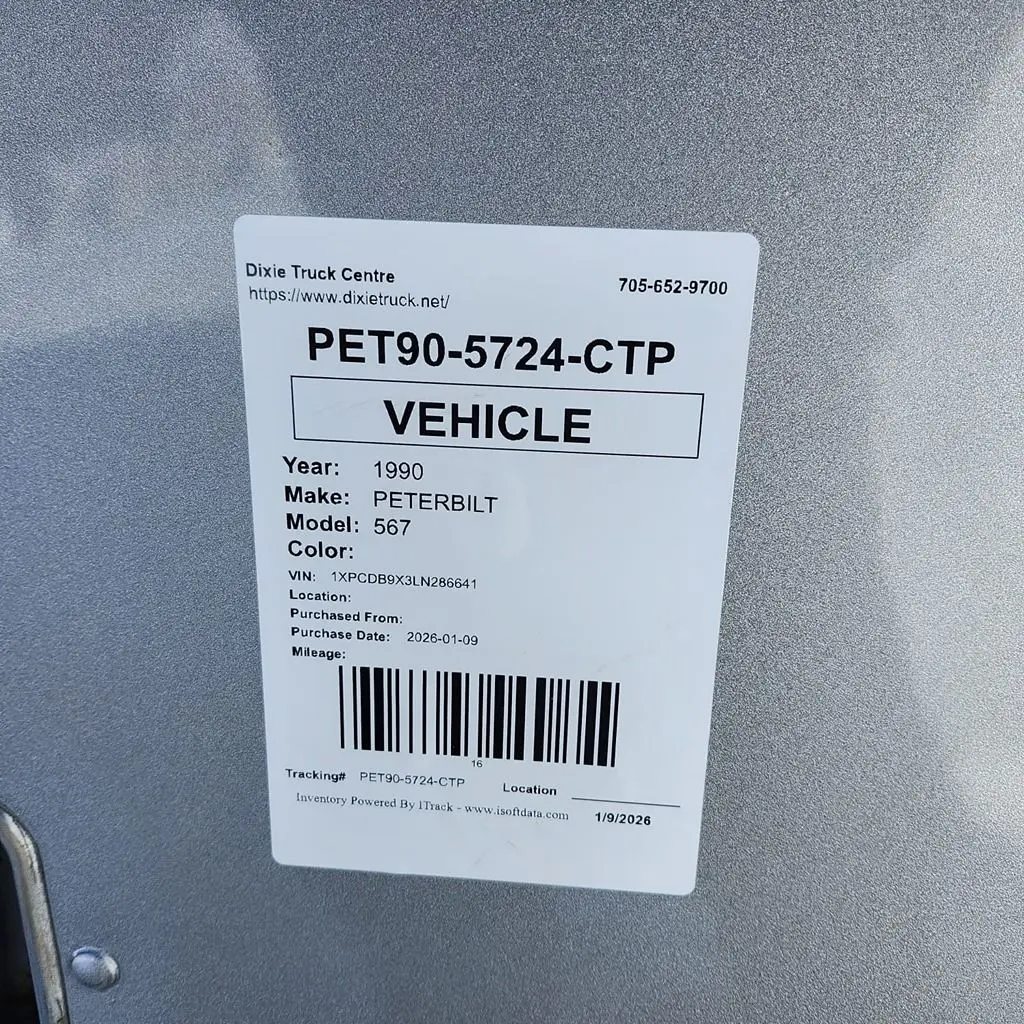 Dixie Truck Centre
705-652-9700
https://www.dixietruck.net/
PET90-5724-CTP
VEHICLE
Year: 1990
Make: PETERBILT
Model: 567
Color:
VIN: 1XPCDB9X3LN286641
Location:
Purchased From:
Purchase Date: 2026-01-09
Mileage:
16
Tracking# PET90-5724-CTP Location
Inventory Powered By ITrack - www.isoftdata.com 1/9/2026